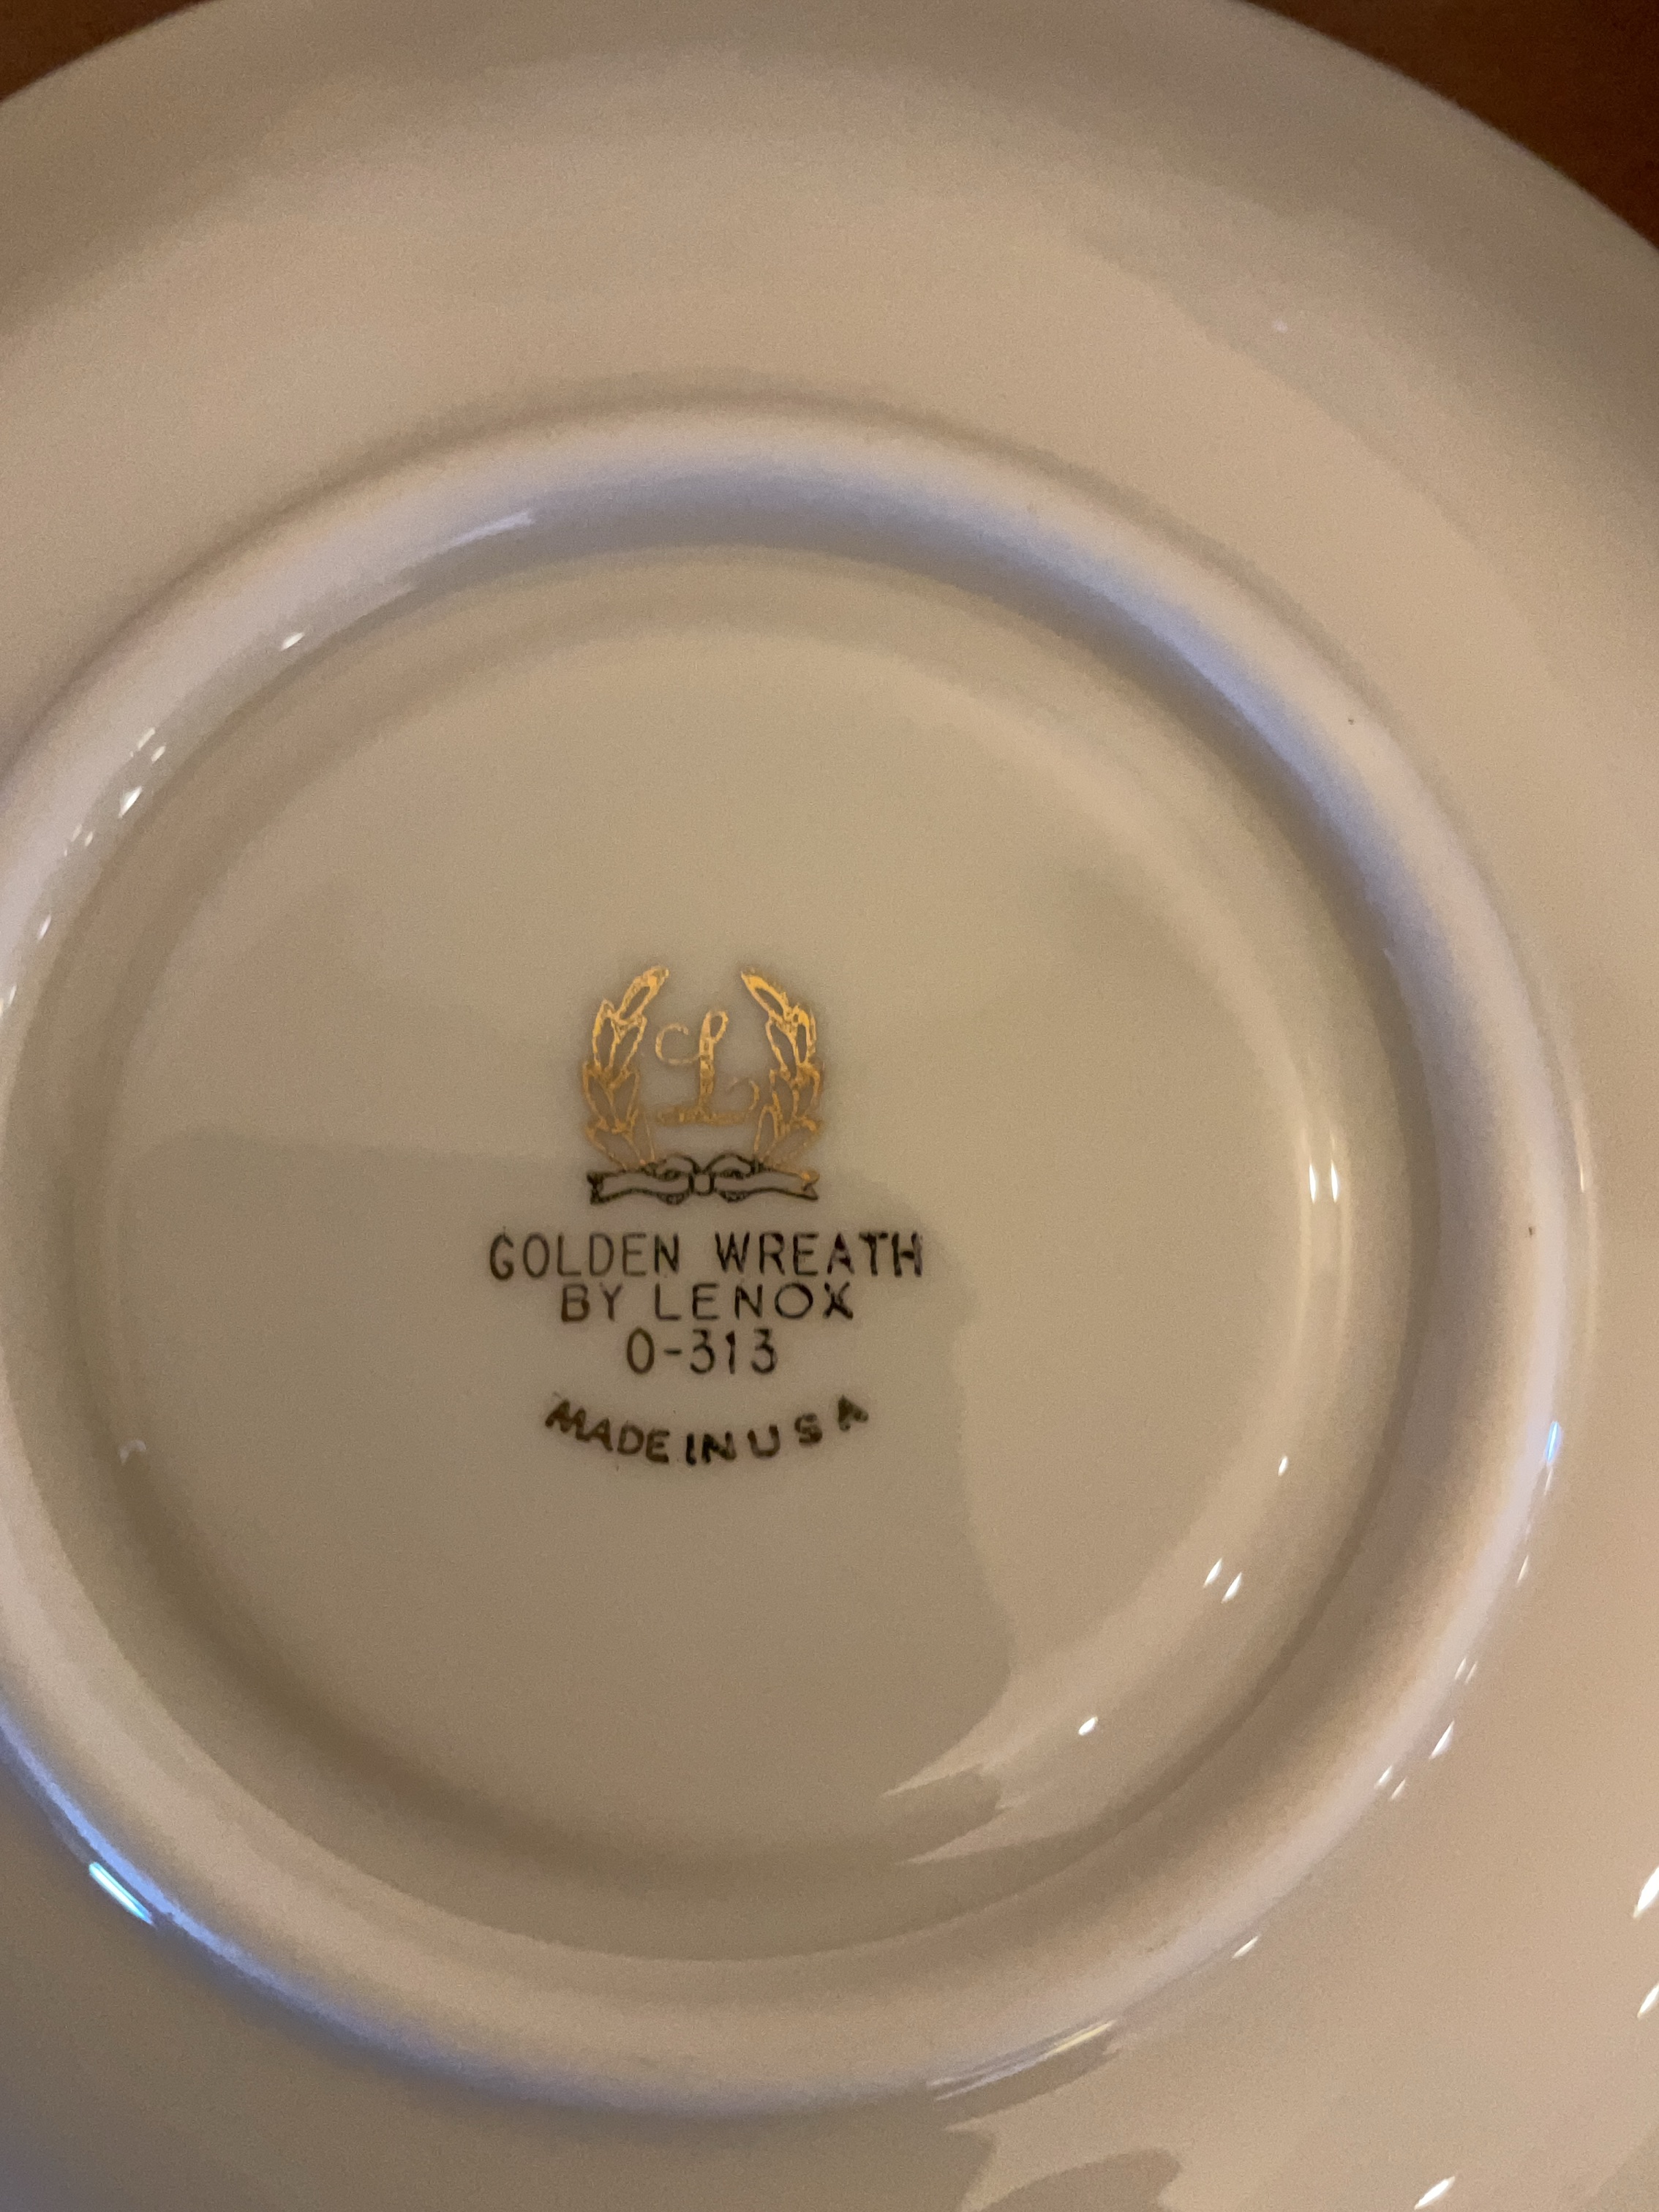 L
GOLDEN WREATH
BY LENOX
O-313
MADE IN USA